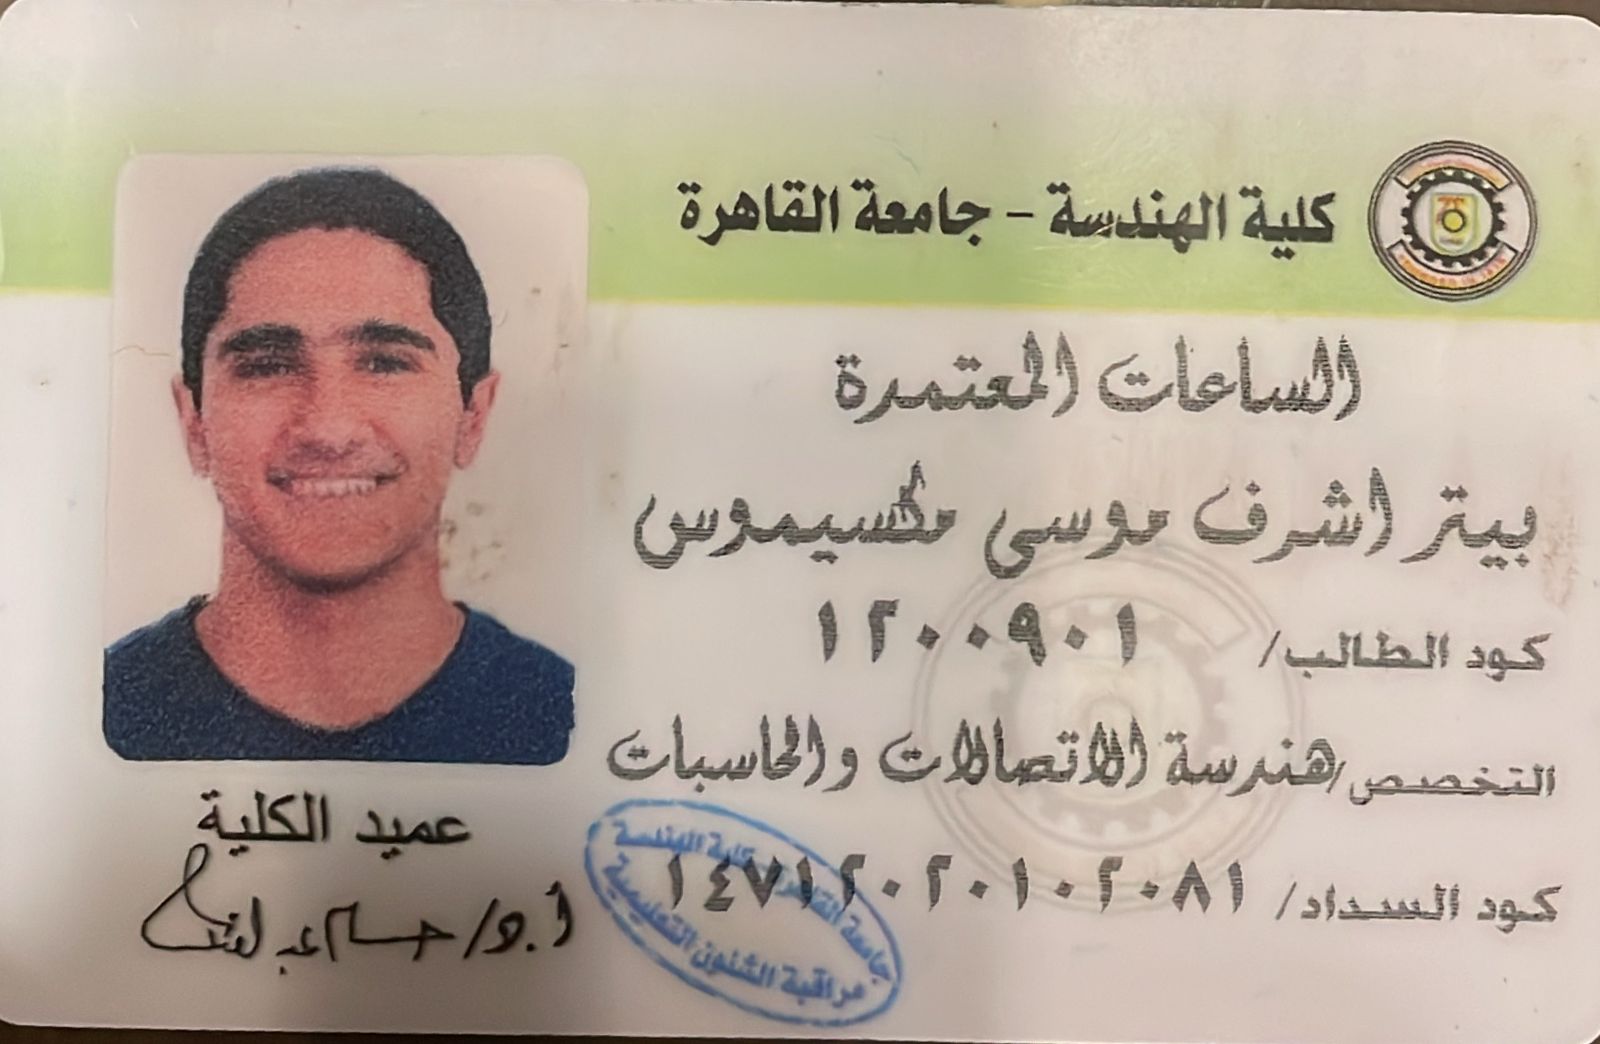 كلية الهندسة - جامعة القاهرة
الساعات المعتمدة
بيتر اشرف موسى مكسيموس
كود الطالب/ ١٢٠٠٩٠١
التخصص/هندسة الاتصالات والحاسبات
كود السداد/ ١٤٧١٢٠٢٠١٠٢٠٨١
عميد الكلية
أ.د/حسام عبد الفتاح
جامعة القاهرة - كلية الهندسة
مراقبة الشئون التعليمية